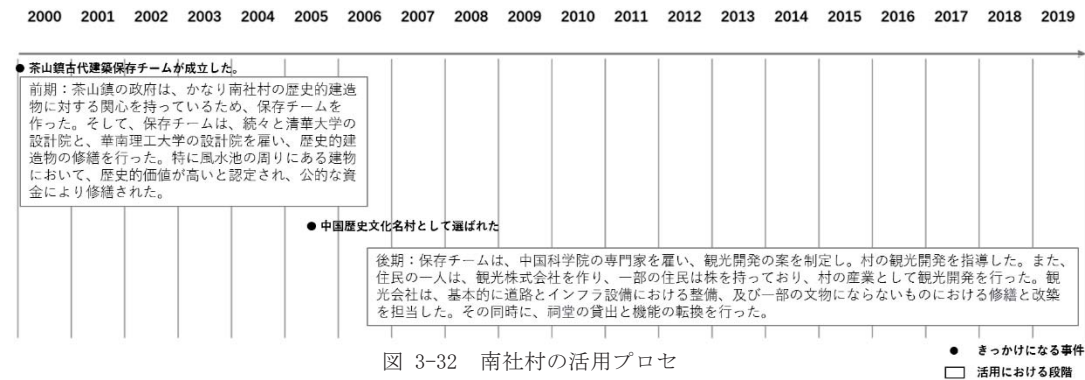 2000 2001 2002 2003 2004 2005 2006 2007 2008 2009 2010 2011 2012 2013 2014 2015 2016 2017 2018 2019
● 茶山鎮古代建築保存チームが成立した。
前期：茶山鎮の政府は、かなり南社村の歴史的建造
物に対する関心を持っているため、保存チームを
作った。そして、保存チームは、続々と清華大学の
設計院と、華南理工大学の設計院を雇い、歴史的建
造物の修繕を行った。特に風水池の周りにある建物
において、歴史的価値が高いと認定され、公的な資
金により修繕された。
● 中国歴史文化名村として選ばれた
後期：保存チームは、中国科学院の専門家を雇い、観光開発の案を制定し。村の観光開発を指導した。また、
住民の一人は、観光株式会社を作り、一部の住民は株を持っており、村の産業として観光開発を行った。観
光会社は、基本的に道路とインフラ設備における整備、及び一部の文物にならないものにおける修繕と改築
を担当した。その同時に、祠堂の貸出と機能の転換を行った。
● きっかけになる事件
図 3-32 南社村の活用プロセ
活用における段階